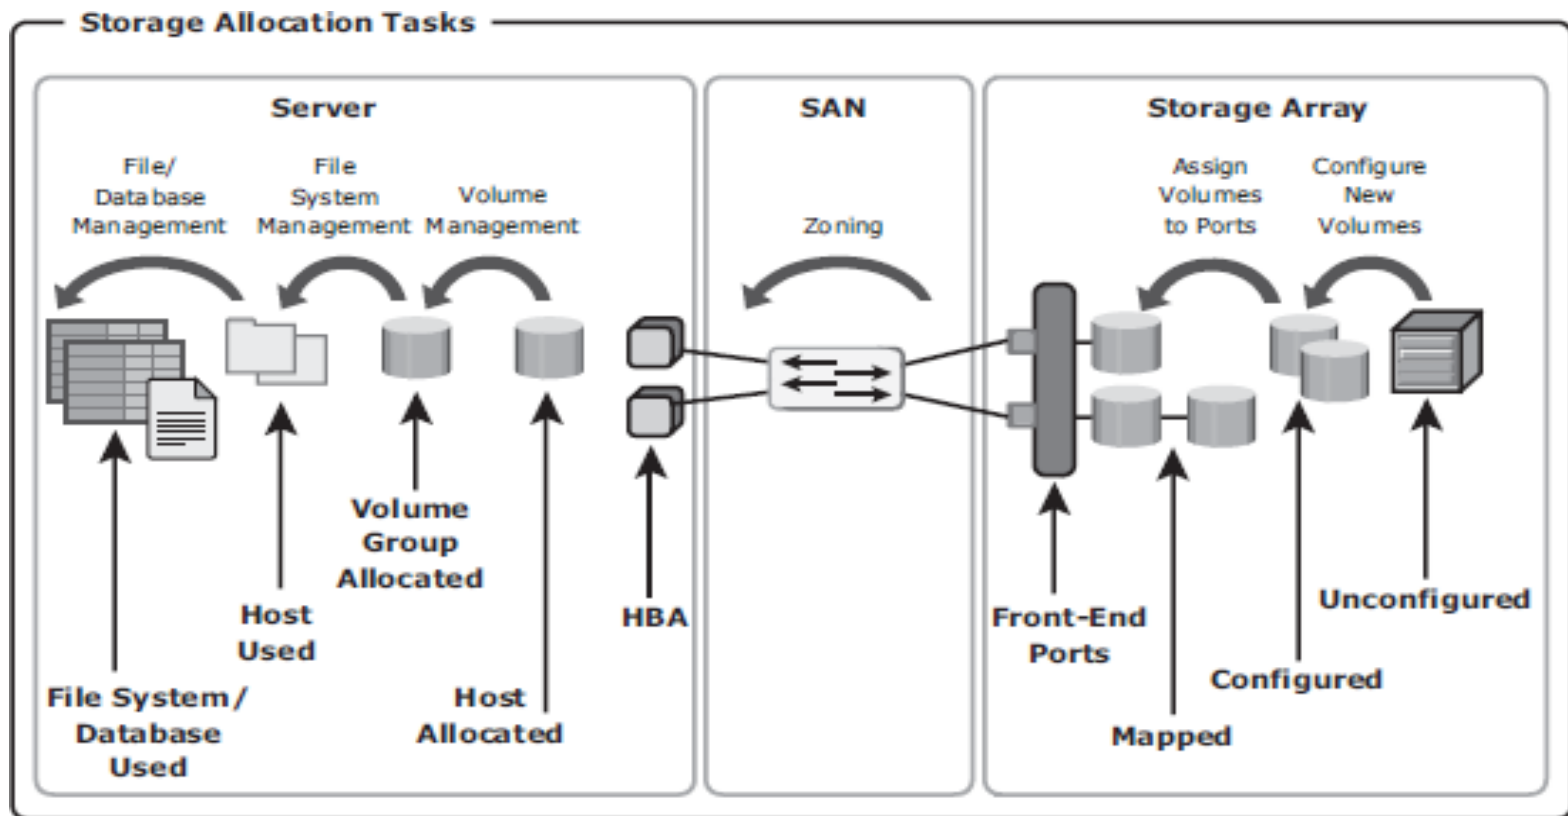 Storage Allocation Tasks
Server
File/
Database
Management
File
System
Management
Volume
Management
File System/
Database
Used
Host
Used
Volume
Group
Allocated
Host
Allocated
HBA
SAN
Zoning
Storage Array
Assign
Volumes
to Ports
Configure
New
Volumes
Front-End
Ports
Mapped
Configured
Unconfigured